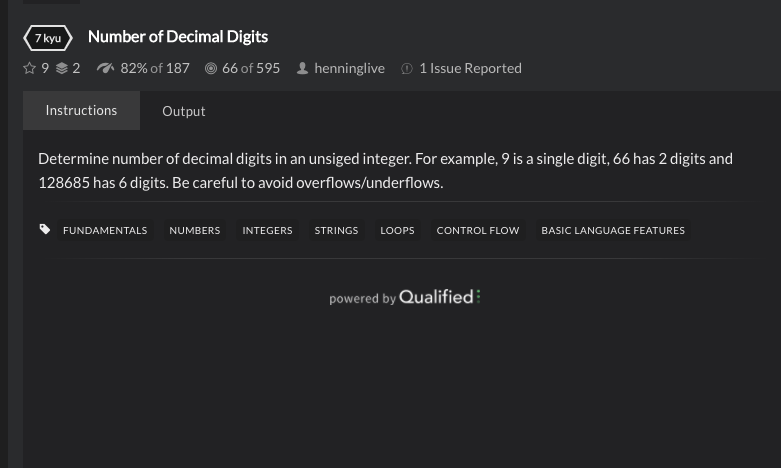 7 kyu Number of Decimal Digits
9 2 82% of 187 66 of 595 henninglive 1 Issue Reported
Instructions Output
Determine number of decimal digits in an unsiged integer. For example, 9 is a single digit, 66 has 2 digits and
128685 has 6 digits. Be careful to avoid overflows/underflows.
FUNDAMENTALS NUMBERS INTEGERS STRINGS LOOPS CONTROL FLOW BASIC LANGUAGE FEATURES
powered by Qualified